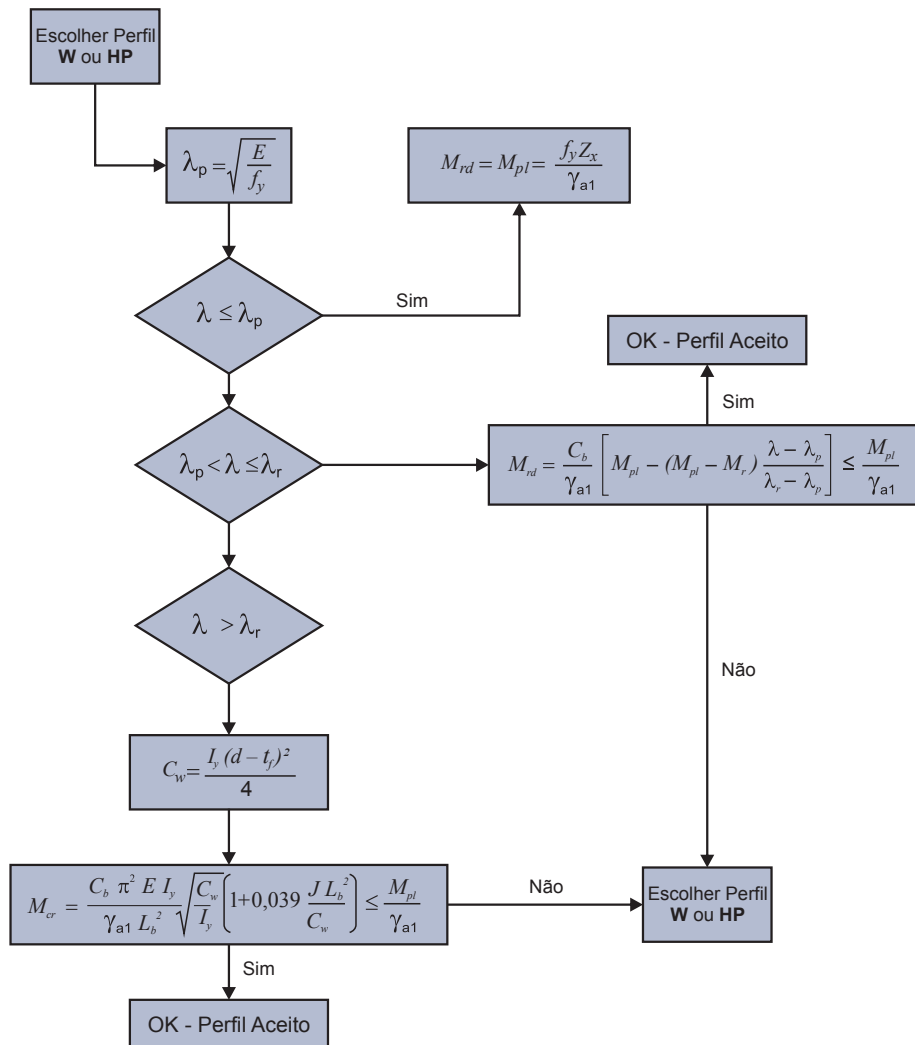 Escolher Perfil
W ou HP
λp = √(E / fy)
Mrd = Mpl = fy Zx / γa1
λ ≤ λp
Sim
OK - Perfil Aceito
Sim
λp < λ ≤ λr
Mrd = Cb / γa1 [Mpl – (Mpl – Mr) (λ – λp) / (λr – λp)] ≤ Mpl / γa1
λ > λr
Não
Cw = Iy (d – tf)² / 4
Mcr = (Cb π² E Iy) / (γa1 Lb²) √(Cw / Iy) (1+0,039 J Lb² / Cw) ≤ Mpl / γa1
Não
Escolher Perfil
W ou HP
Sim
OK - Perfil Aceito